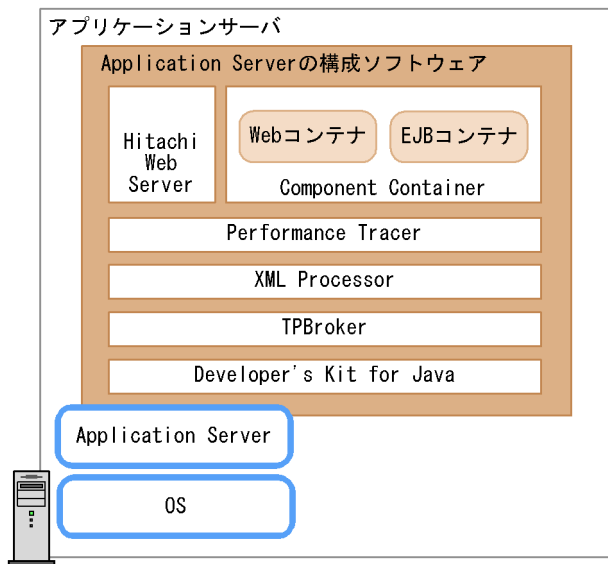 アプリケーションサーバ
Application Serverの構成ソフトウェア
Hitachi
Web
Server
Webコンテナ
EJBコンテナ
Component Container
Performance Tracer
XML Processor
TPBroker
Developer's Kit for Java
Application Server
OS